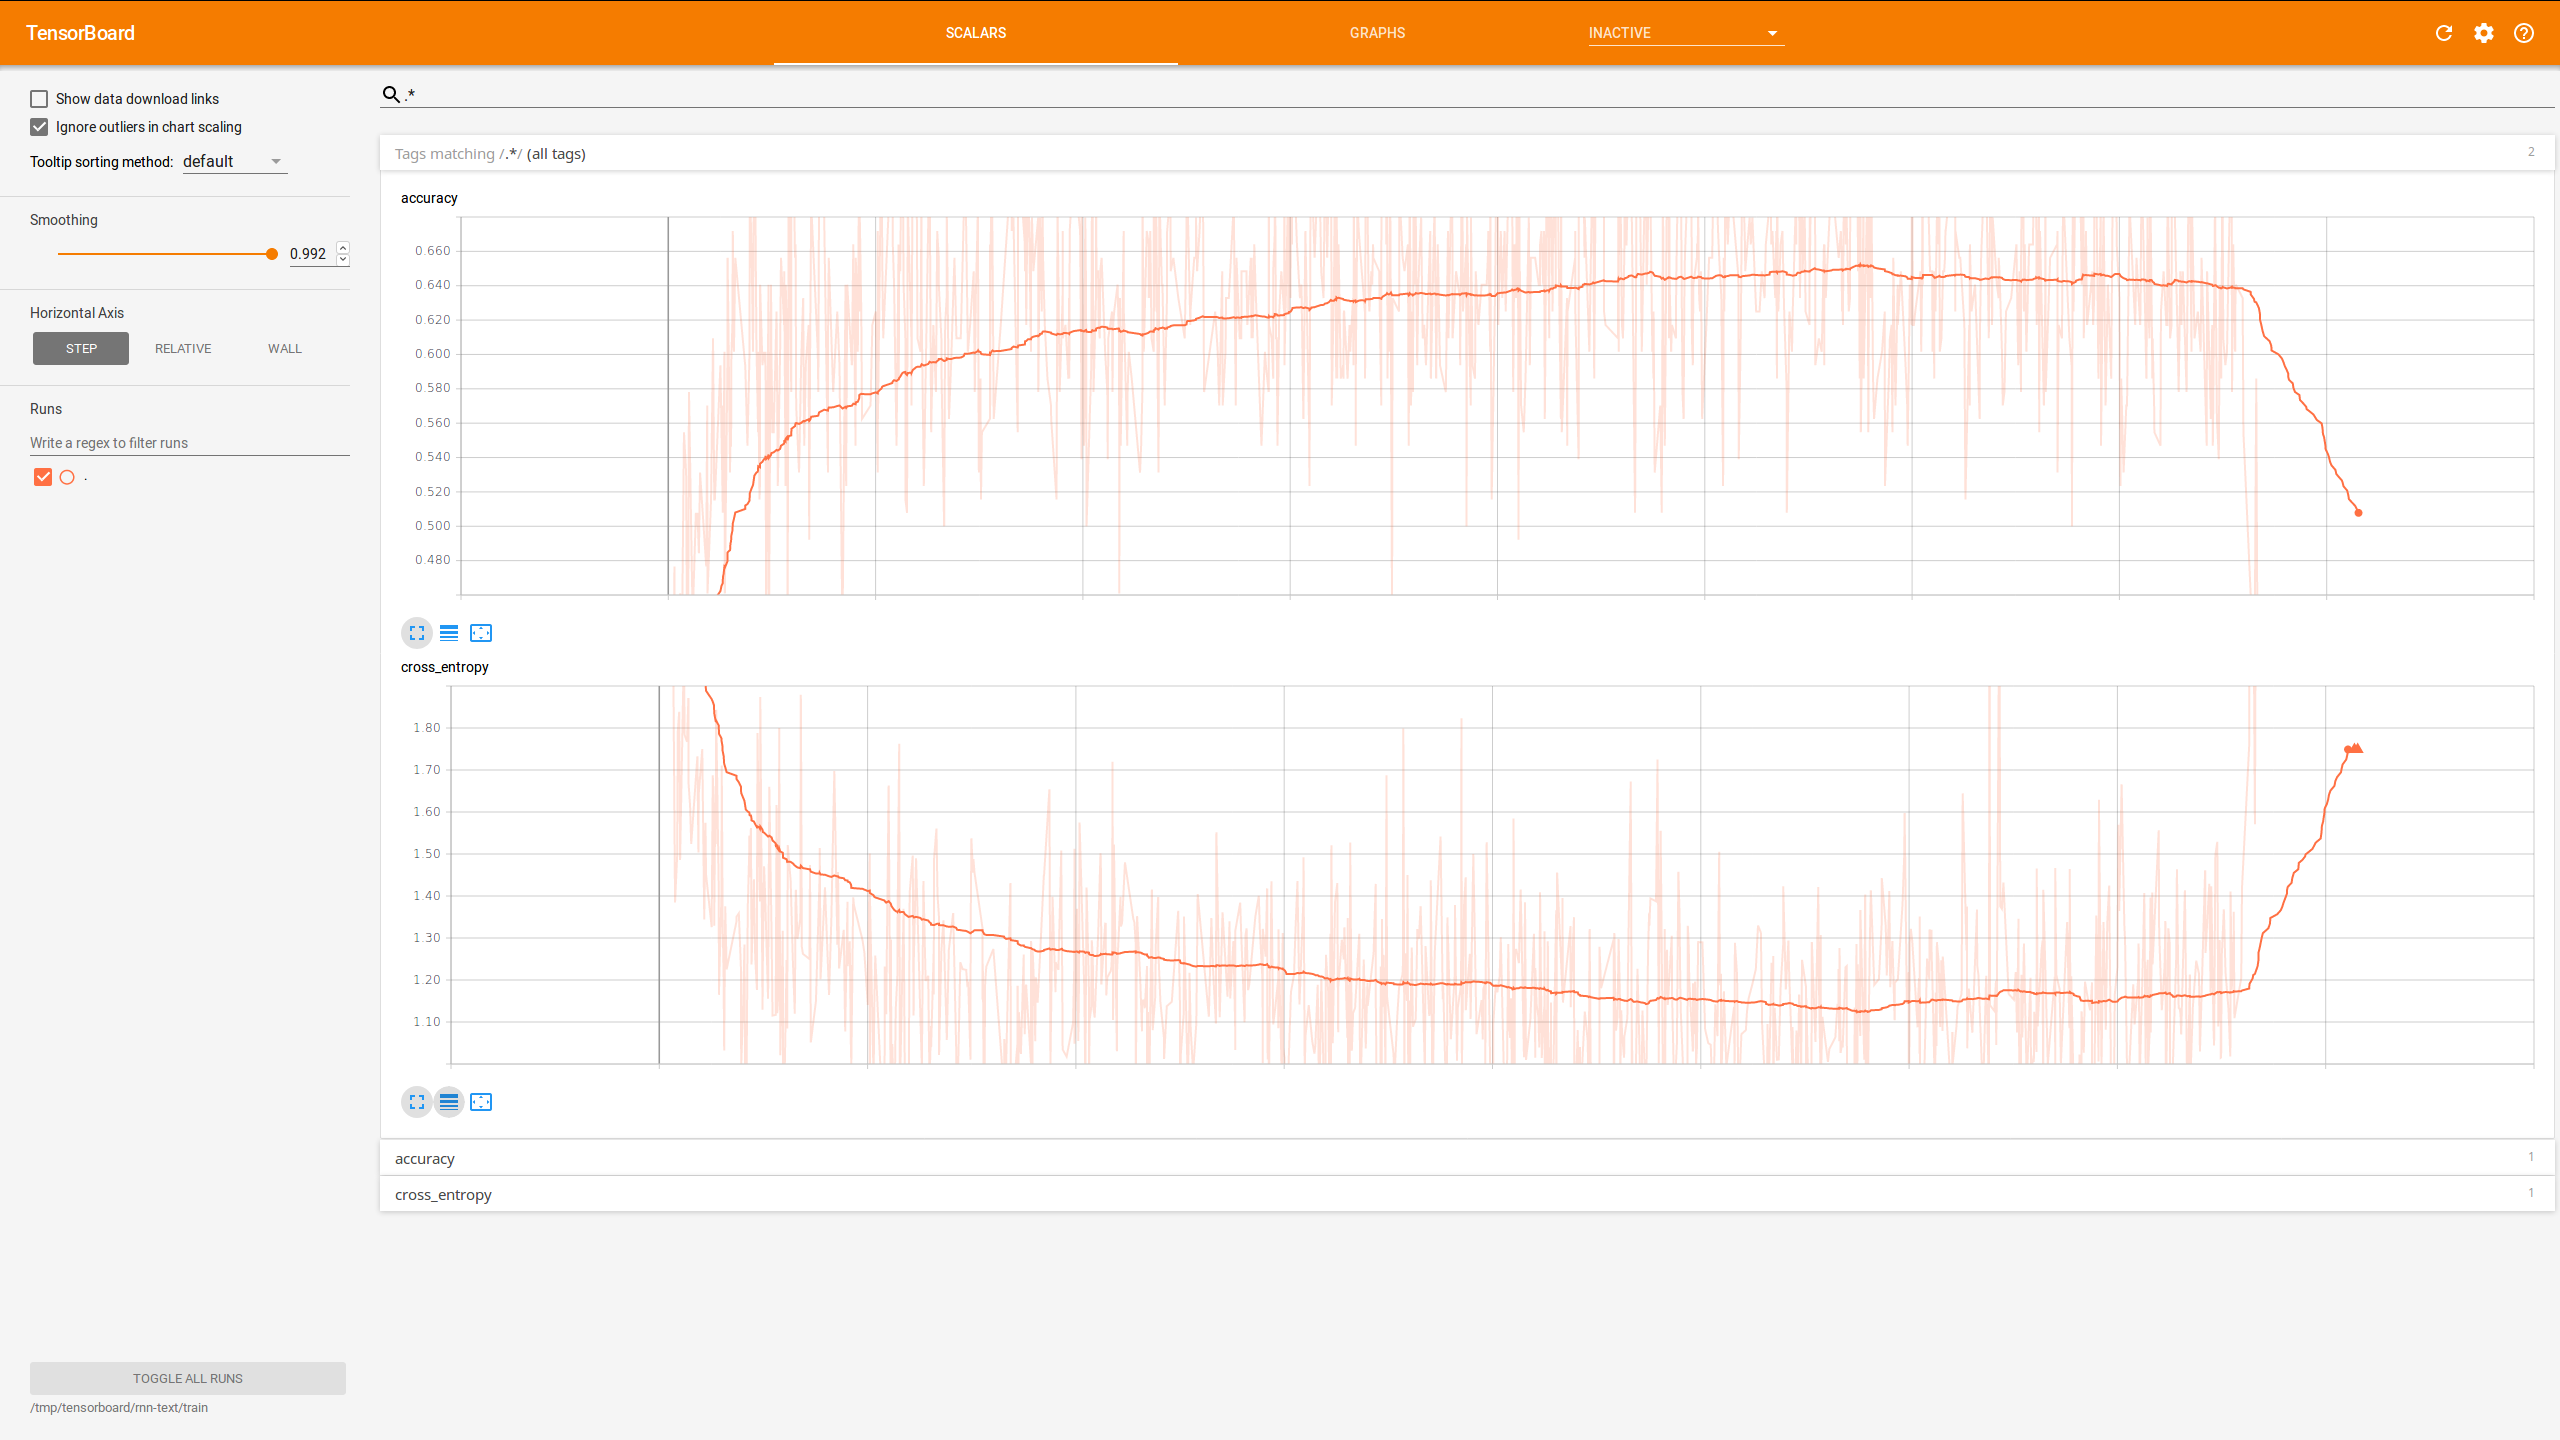 TensorBoard SCALARS GRAPHS INACTIVE
Show data download links
Ignore outliers in chart scaling
Tooltip sorting method: default
Smoothing
0.992
Horizontal Axis
STEP RELATIVE WALL
Runs
Write a regex to filter runs
.
TOGGLE ALL RUNS
/tmp/tensorboard/rnn-text/train
.*
Tags matching /.*/ (all tags) 2
accuracy
0.660
0.640
0.620
0.600
0.580
0.560
0.540
0.520
0.500
0.480
cross_entropy
1.80
1.70
1.60
1.50
1.40
1.30
1.20
1.10
accuracy 1
cross_entropy 1